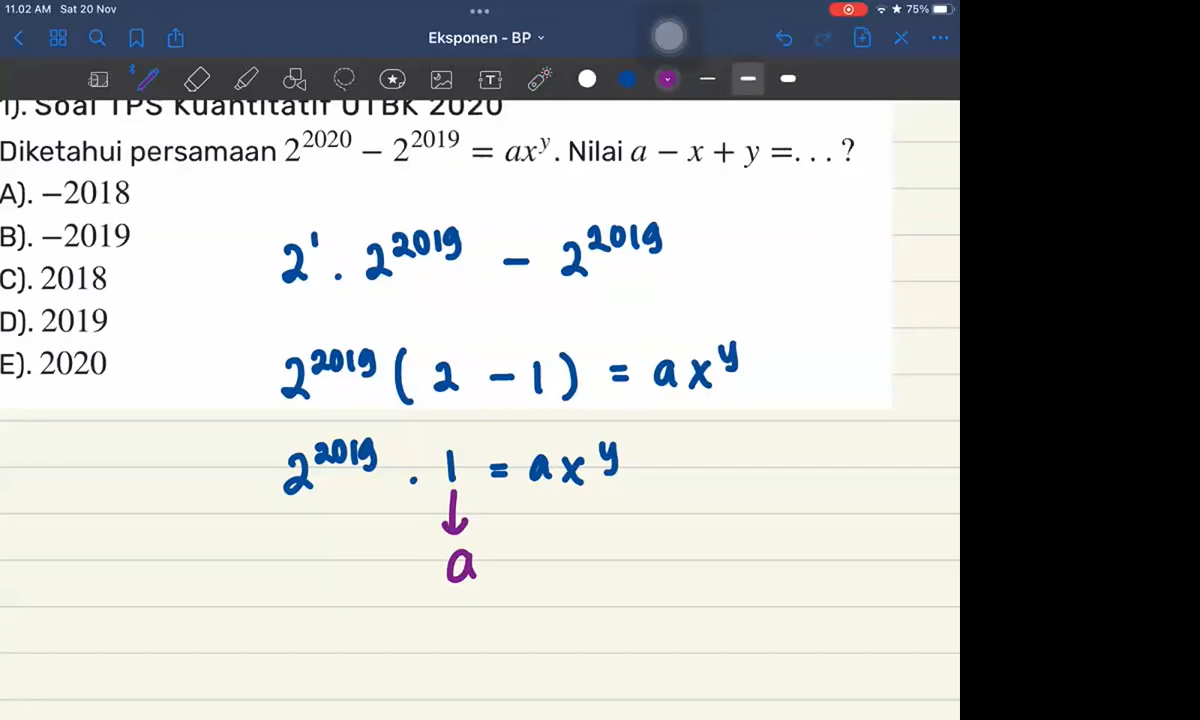 11.02 AM Sat 20 Nov
75%
Eksponen - BP
1). Soal TPS Kuantitatif UTBK 2020
Diketahui persamaan 2^2020 − 2^2019 = ax^y. Nilai a − x + y =. . . ?
A). −2018
B). −2019
C). 2018
D). 2019
E). 2020
2^1 . 2^2019 − 2^2019
2^2019 ( 2 − 1 ) = ax^y
2^2019 . 1 = ax^y
↓
a